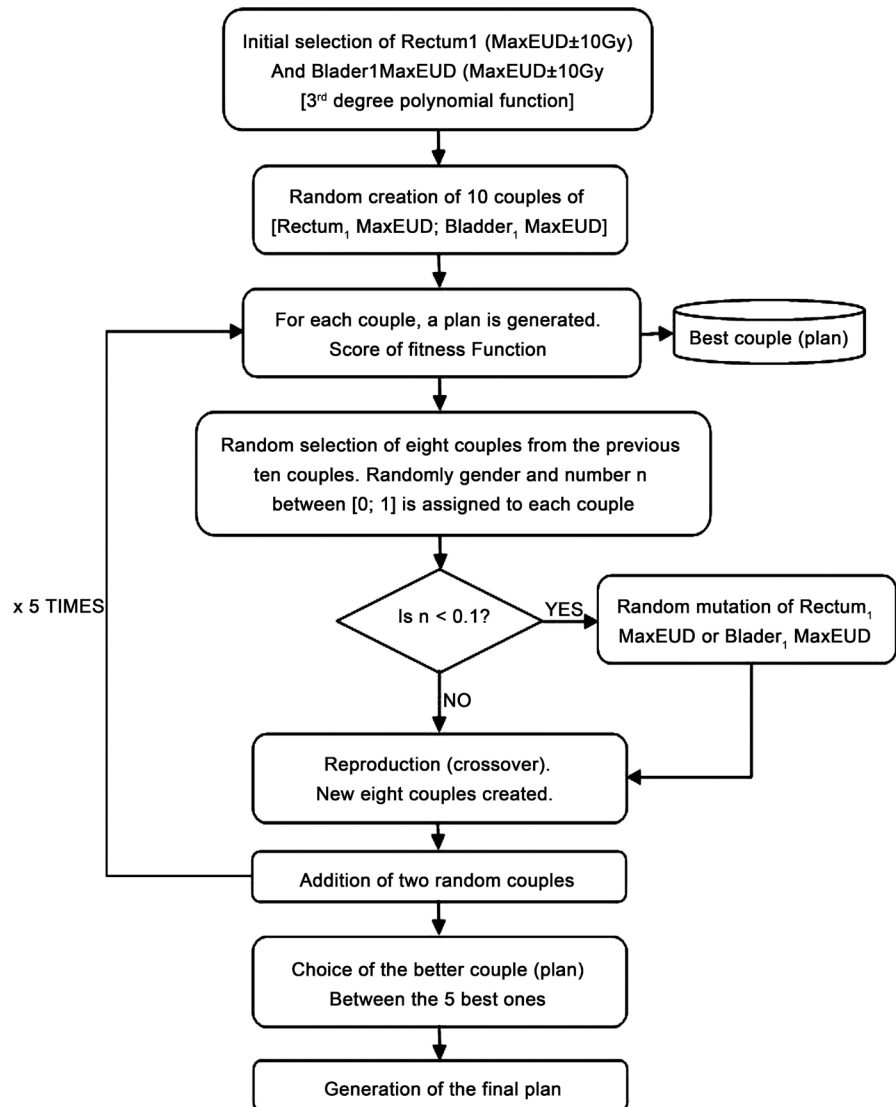 Initial selection of Rectum1 (MaxEUD±10Gy)
And Blader1MaxEUD (MaxEUD±10Gy
[3rd degree polynomial function]
Random creation of 10 couples of
[Rectum₁ MaxEUD; Bladder₁ MaxEUD]
For each couple, a plan is generated.
Score of fitness Function
Best couple (plan)
Random selection of eight couples from the previous
ten couples. Randomly gender and number n
between [0; 1] is assigned to each couple
x 5 TIMES
Is n < 0.1?
YES
Random mutation of Rectum₁
MaxEUD or Blader₁ MaxEUD
NO
Reproduction (crossover).
New eight couples created.
Addition of two random couples
Choice of the better couple (plan)
Between the 5 best ones
Generation of the final plan